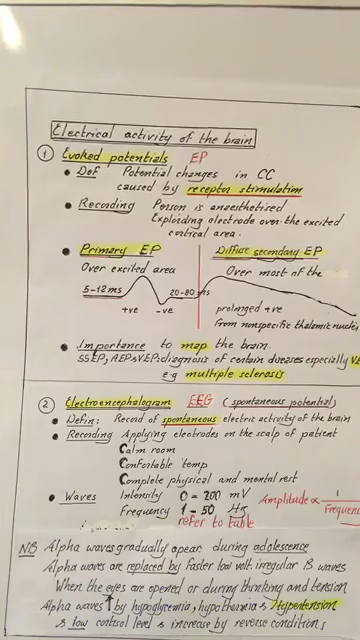 Electrical activity of the brain
① Evoked potentials EP
• Def Potential changes in CC
caused by receptor stimulation
• Recording Person is anaesthetised
Exploiding electrode over the excited
cortical area.
• Primary EP Diffuse secondary EP
Over excited area Over most of the
5-12 ms 20-80 ms
+ve -ve prolonged +ve
from nonspecific thalamic nuclei
• Importance to map the brain.
SSEP, AEP & VEP: diagnosis of certain diseases especially VE
e.g multiple sclerosis
② Electroencephalogram EEG (spontaneous potential)
• Defin: Record of spontaneous electric activity of the brain
• Recording Applying electrodes on the scalp of patient
Calm room
Confortable temp
Complete physical and mental rest
• Waves Intensity 0 = 200 mV Amplitude ∝ 1
Frequency 1 - 50 Hz Frequenc
refer to table
NB Alpha waves gradually apear during adolescence
Alpha waves are replaced by faster low volt. irregular B waves
When the eyes are opened or during thinking and tension
Alpha waves ↑ by hypoglycemia, hypothermia & Hypertension
& low cortisol level & increase by reverse conditions